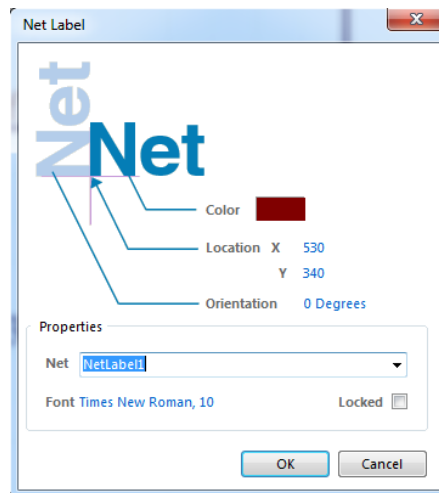 Net Label
Net
Net
Color
Location X 530
Y 340
Orientation 0 Degrees
Properties
Net NetLabel1
Font Times New Roman, 10 Locked
OK Cancel